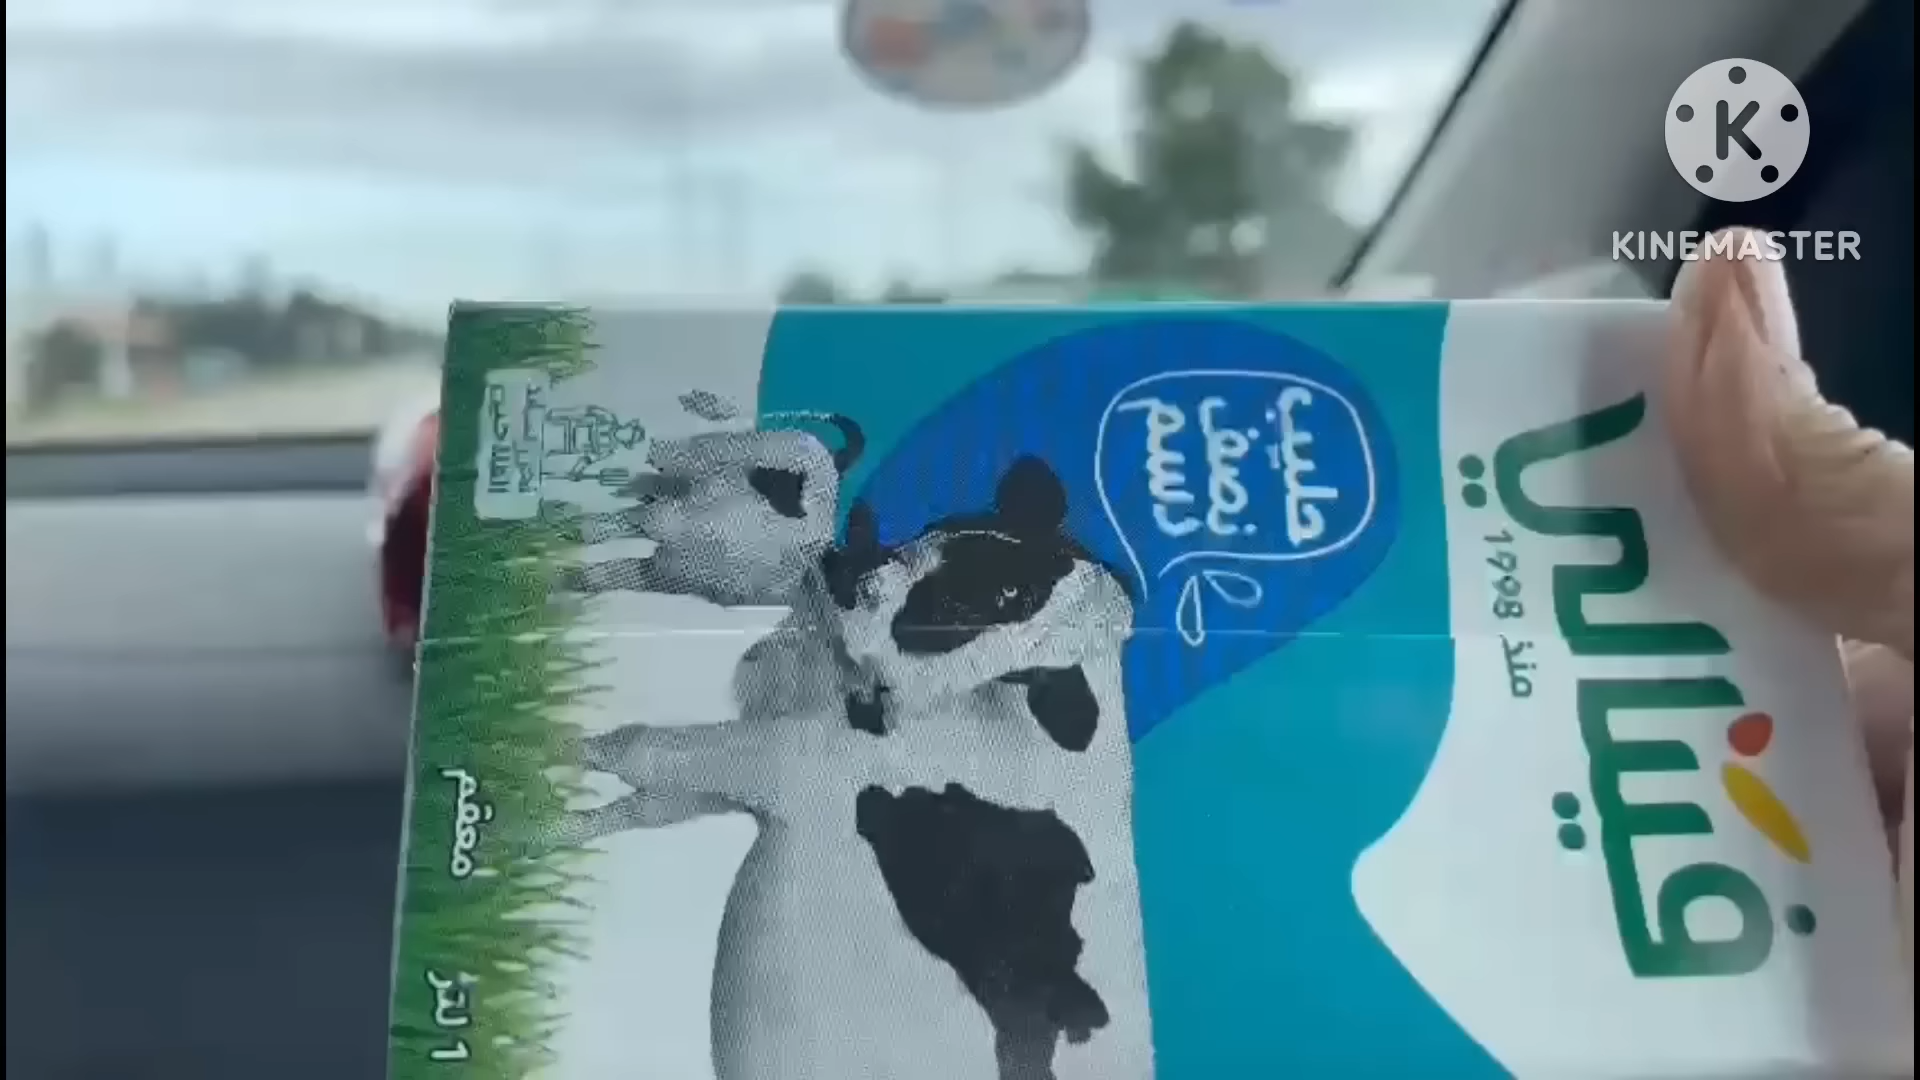 KINEMASTER
فيتالي
منذ 1998
حليب
نصف
دسم
معقم
1 لتر